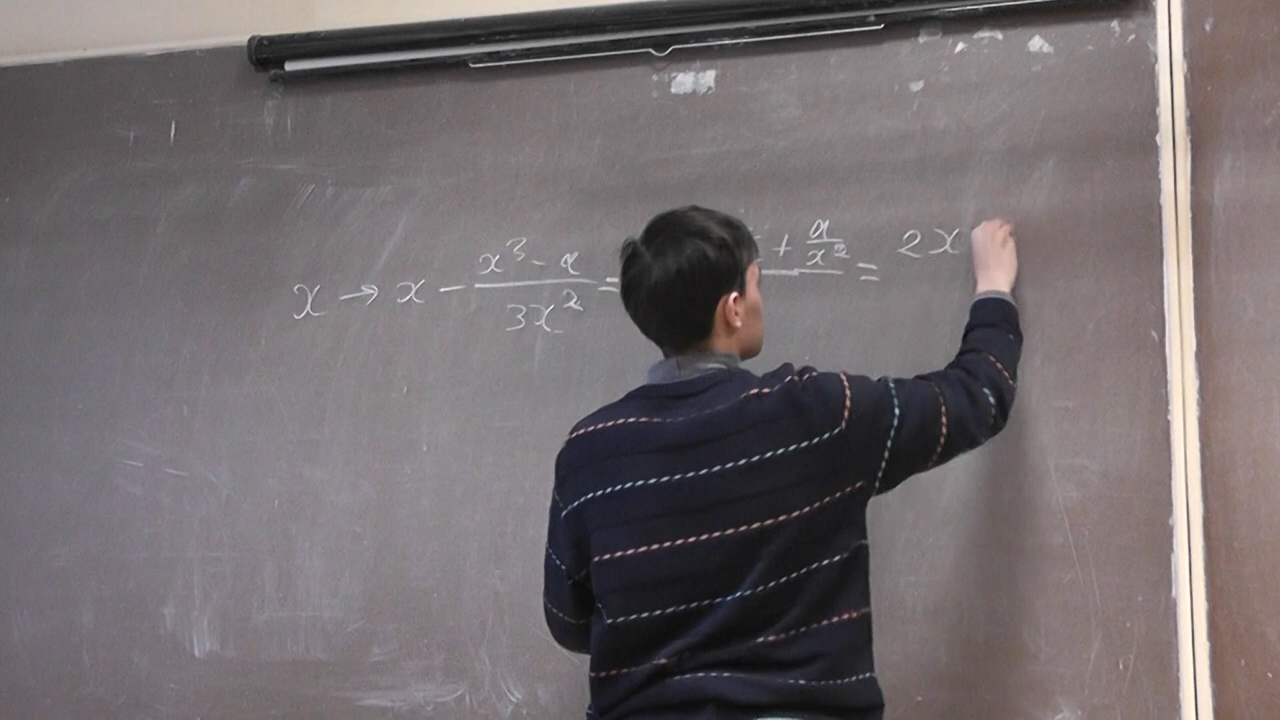 x → x - (x³ - a)/(3x²) = + a/x² = 2x